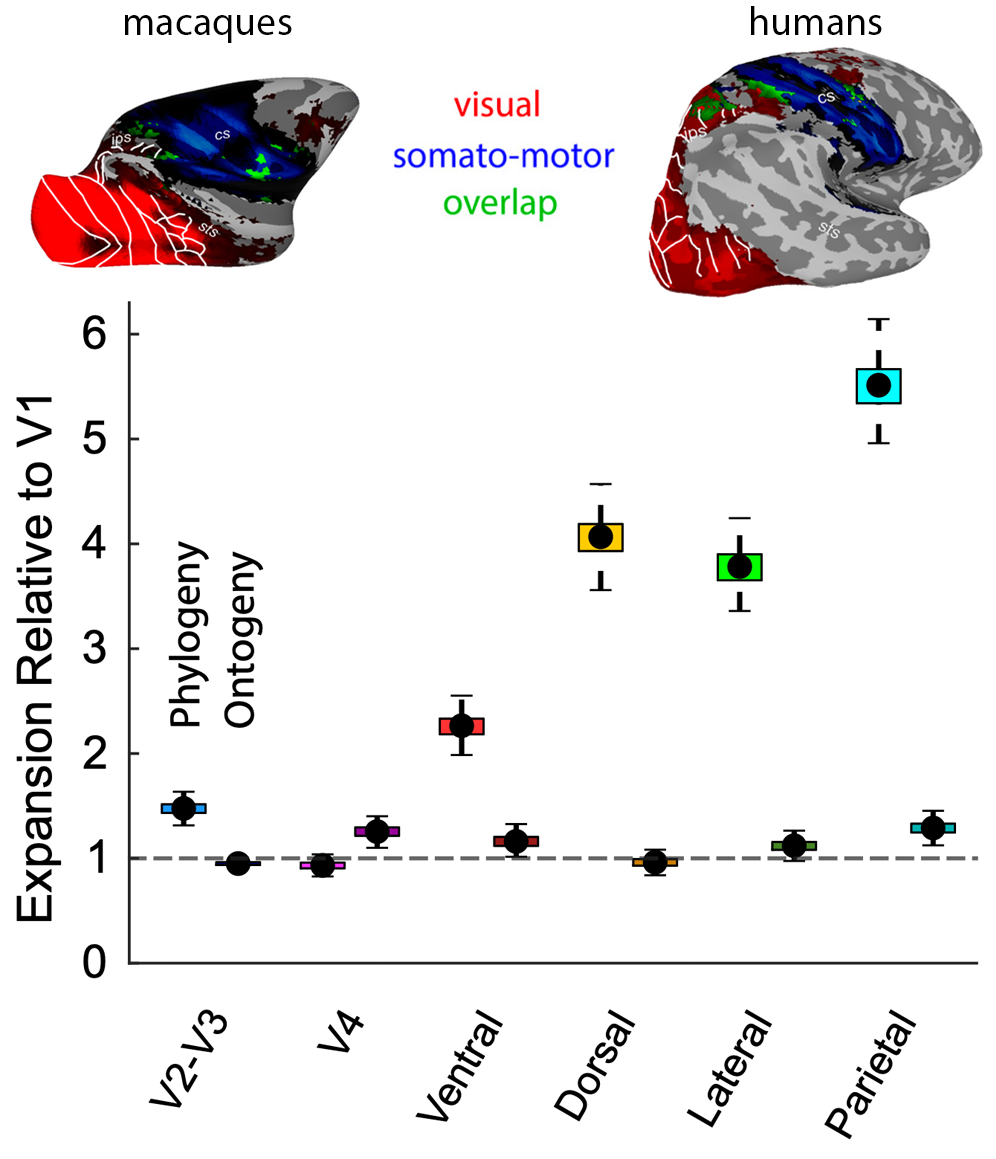 macaques
humans
visual
somato-motor
overlap
ips
cs
sts
ips
cs
sts
Expansion Relative to V1
6
5
4
3
2
1
0
Phylogeny
Ontogeny
V2-V3
V4
Ventral
Dorsal
Lateral
Parietal